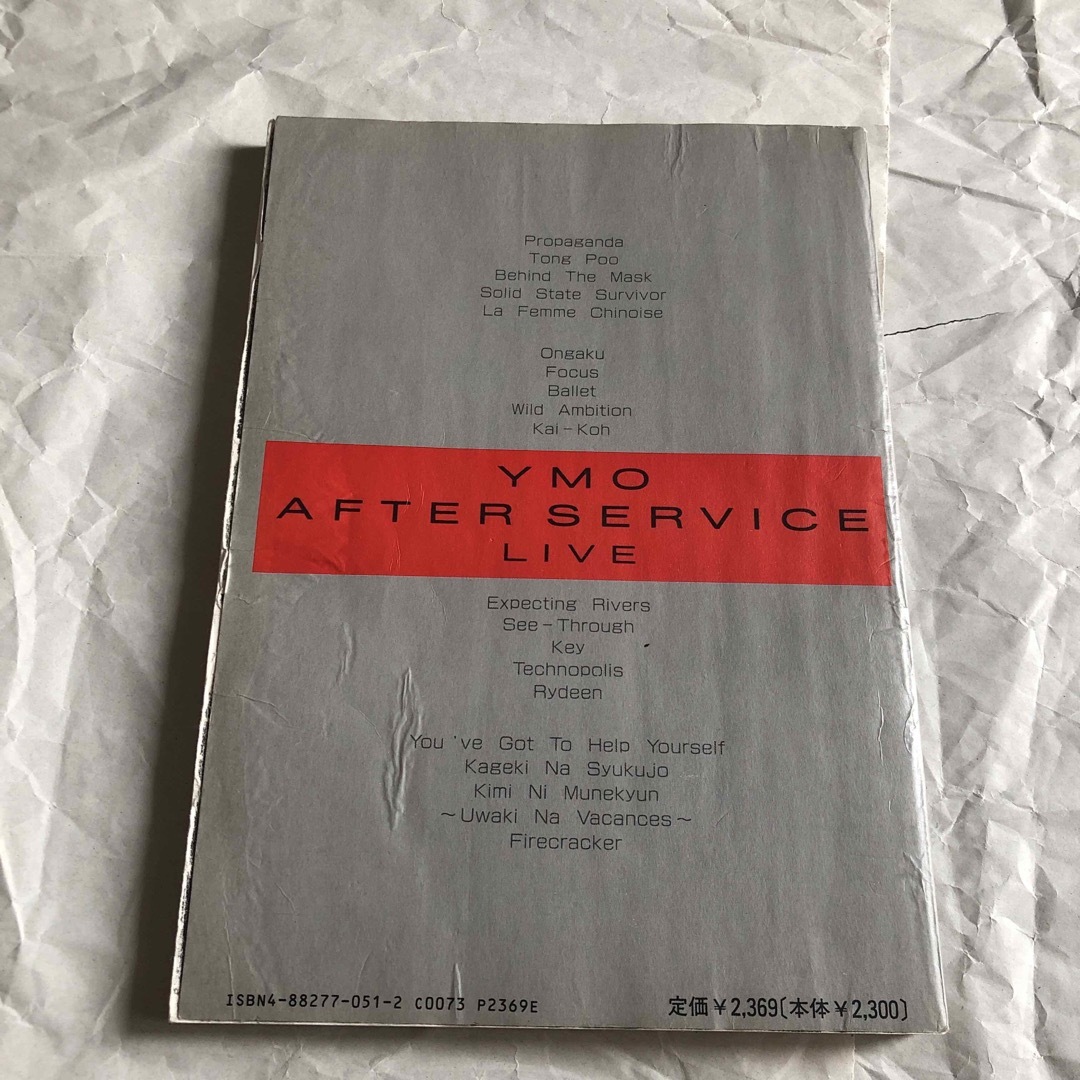 Propaganda
Tong Poo
Behind The Mask
Solid State Survivor
La Femme Chinoise
Ongaku
Focus
Ballet
Wild Ambition
Kai-Koh
YMO
AFTER SERVICE
LIVE
Expecting Rivers
See-Through
Key
Technopolis
Rydeen
You've Got To Help Yourself
Kageki Na Syukujo
Kimi Ni Munekyun
~Uwaki Na Vacances~
Firecracker
ISBN4-88277-051-2 C0073 P2369E
定価¥2,369〔本体¥2,300〕